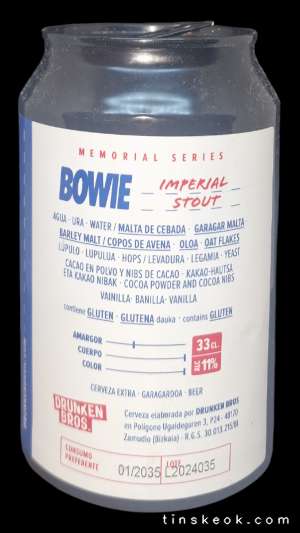 MEMORIAL SERIES
BOWIE IMPERIAL STOUT
AGUA · URA · WATER / MALTA DE CEBADA · GARAGAR MALTA
BARLEY MALT / COPOS DE AVENA · OLOA · OAT FLAKES
LÚPULO · LUPULUA · HOPS / LEVADURA · LEGAMIA · YEAST
CACAO EN POLVO Y NIBS DE CACAO · KAKAO-HAUTSA
ETA KAKAO NIBAK · COCOA POWDER AND COCOA NIBS
VAINILLA· BANILLA· VANILLA
contiene GLUTEN · GLUTENA dauka · contains GLUTEN
AMARGOR
CUERPO
COLOR
33 CL.
11%
CERVEZA EXTRA · GARAGARDOA · BEER
DRUNKEN BROS.
Cerveza elaborada por DRUNKEN BROS
en Polígono Ugaldeguren 3, P24 · 48170
Zamudio (Bizkaia) · R.G.S. 30.013.215/BI
CONSUMO PREFERENTE
01/2035
LOTE
L2024035
tinskeok.com